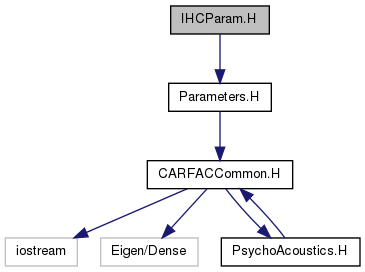 IHCParam.H
Parameters.H
CARFACCommon.H
iostream
Eigen/Dense
PsychoAcoustics.H